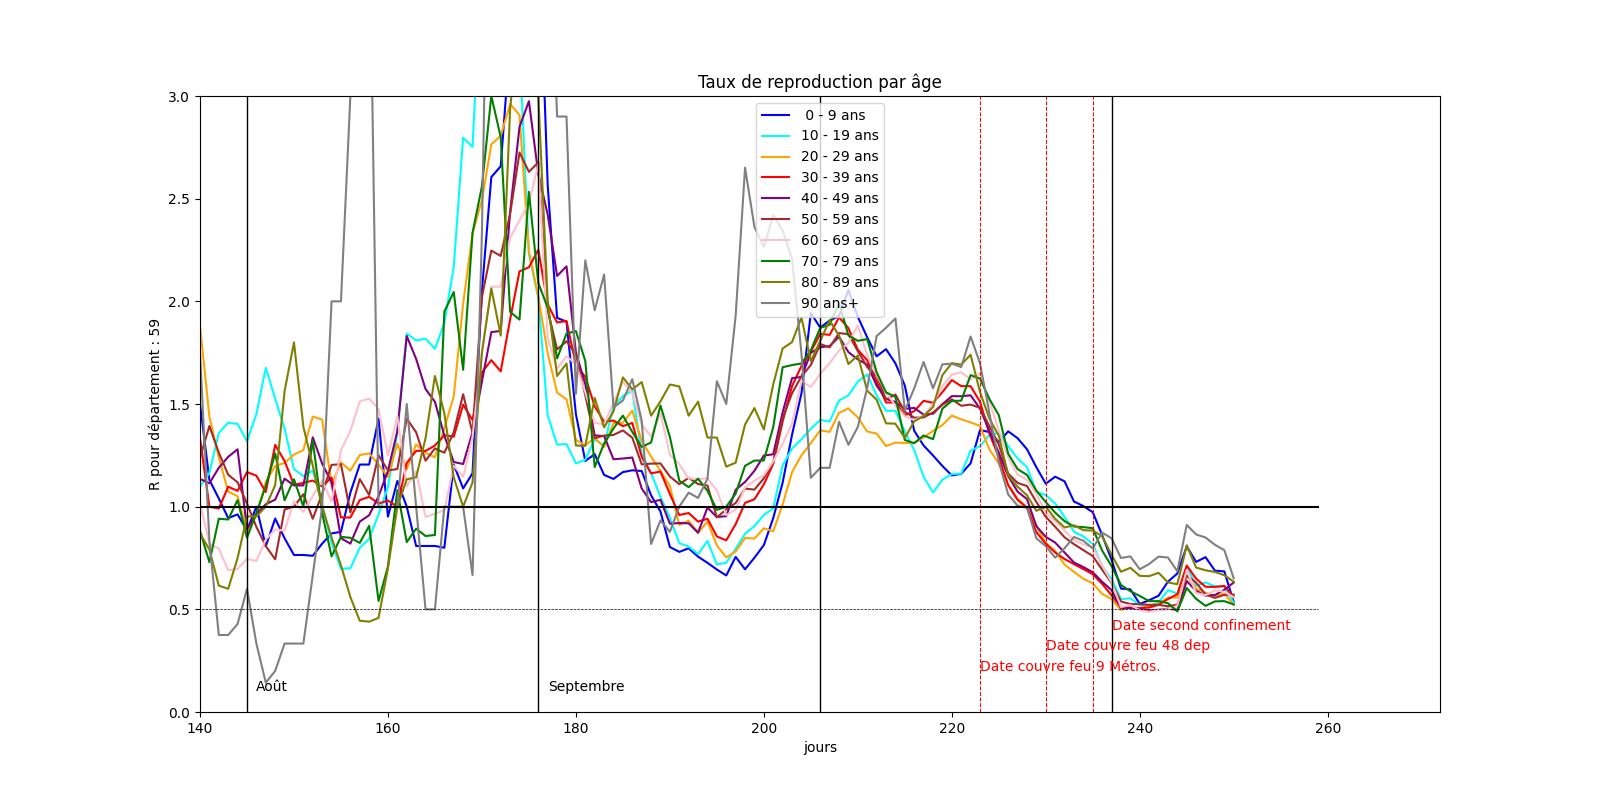 Taux de reproduction par âge
R pour département : 59
3.0
2.5
2.0
1.5
1.0
0.5
0.0
0 - 9 ans
10 - 19 ans
20 - 29 ans
30 - 39 ans
40 - 49 ans
50 - 59 ans
60 - 69 ans
70 - 79 ans
80 - 89 ans
90 ans+
Date second confinement
Date couvre feu 48 dep
Date couvre feu 9 Métros.
Août
Septembre
140
160
180
200
220
240
260
jours